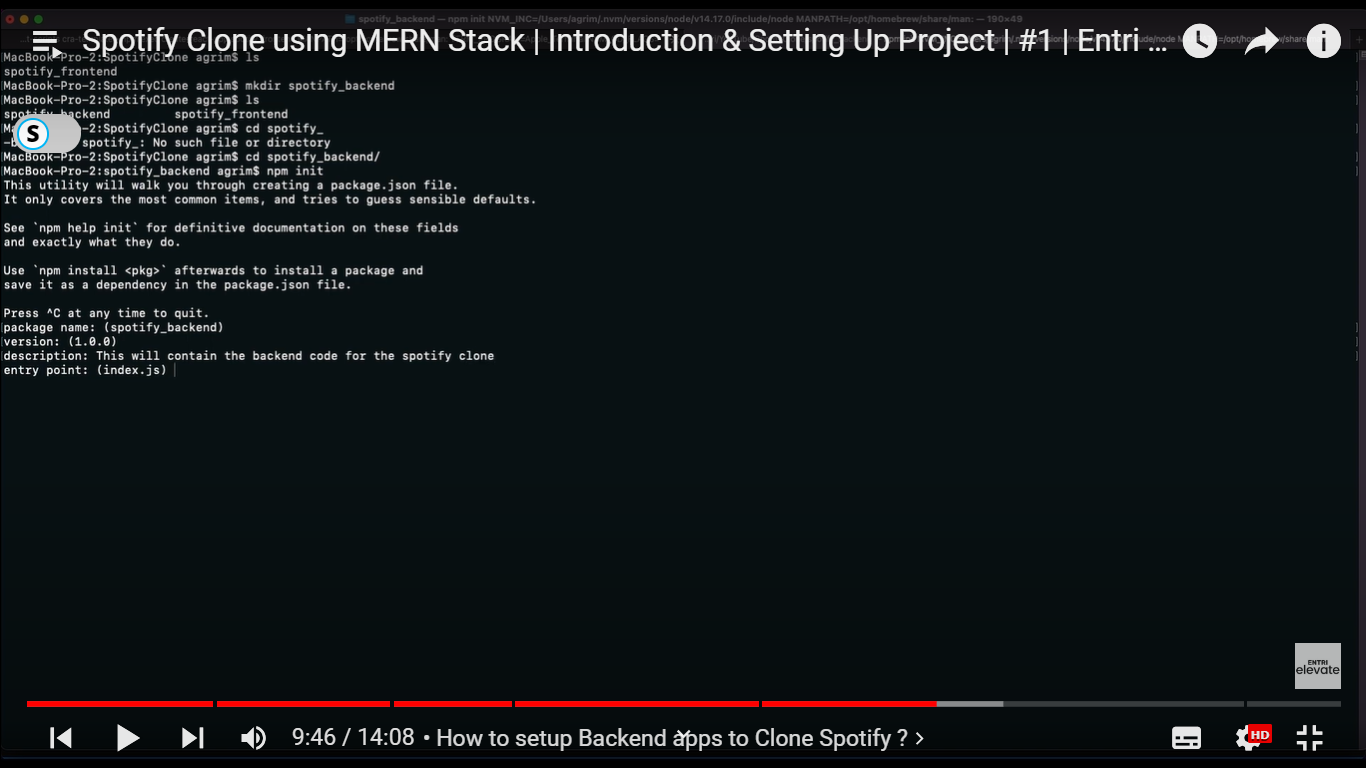 spotify_backend — npm init NVM_INC=/Users/agrim/.nvm/versions/node/v14.17.0/include/node MANPATH=/opt/homebrew/share/man: — 190×49
Spotify Clone using MERN Stack | Introduction & Setting Up Project | #1 | Entri ...
MacBook-Pro-2:SpotifyClone agrim$ ls
spotify_frontend
MacBook-Pro-2:SpotifyClone agrim$ mkdir spotify_backend
MacBook-Pro-2:SpotifyClone agrim$ ls
spotify_backend spotify_frontend
-2:SpotifyClone agrim$ cd spotify_
S
spotify_: No such file or directory
MacBook-Pro-2:SpotifyClone agrim$ cd spotify_backend/
MacBook-Pro-2:spotify_backend agrim$ npm init
This utility will walk you through creating a package.json file.
It only covers the most common items, and tries to guess sensible defaults.
See `npm help init` for definitive documentation on these fields
and exactly what they do.
Use `npm install <pkg>` afterwards to install a package and
save it as a dependency in the package.json file.
Press ^C at any time to quit.
package name: (spotify_backend)
version: (1.0.0)
description: This will contain the backend code for the spotify clone
entry point: (index.js)
ENTRI
elevate
9:46 / 14:08 • How to setup Backend apps to Clone Spotify ? ›
HD